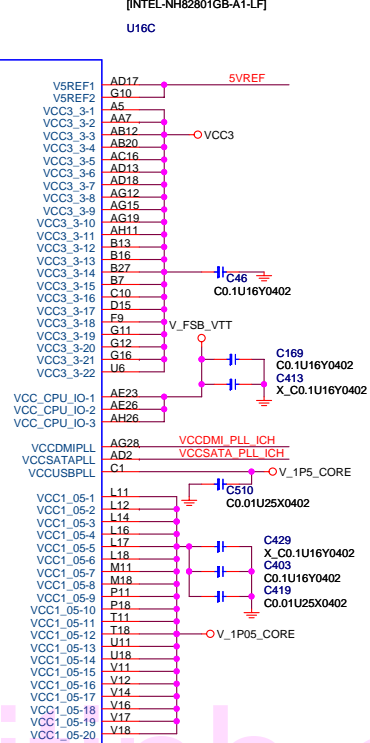 [INTEL-NH82801GB-A1-LF]
U16C
V5REF1 AD17 5VREF
V5REF2 G10
VCC3_3-1 A5
VCC3_3-2 AA7
VCC3_3-3 AB12 VCC3
VCC3_3-4 AB20
VCC3_3-5 AC16
VCC3_3-6 AD13
VCC3_3-7 AD18
VCC3_3-8 AG12
VCC3_3-9 AG15
VCC3_3-10 AG19
VCC3_3-11 AH11
VCC3_3-12 B13
VCC3_3-13 B16
VCC3_3-14 B27 C46
VCC3_3-15 B7 C0.1U16Y0402
VCC3_3-16 C10
VCC3_3-17 D15
VCC3_3-18 F9 V_FSB_VTT
VCC3_3-19 G11
VCC3_3-20 G12
VCC3_3-21 G16 C169
VCC3_3-22 U6 C0.1U16Y0402
C413
X_C0.1U16Y0402
VCC_CPU_IO-1 AE23
VCC_CPU_IO-2 AE26
VCC_CPU_IO-3 AH26
VCCDMIPLL AG28 VCCDMI_PLL_ICH
VCCSATAPLL AD2 VCCSATA_PLL_ICH
VCCUSBPLL C1 V_1P5_CORE
C510
C0.01U25X0402
VCC1_05-1 L11
VCC1_05-2 L12
VCC1_05-3 L14
VCC1_05-4 L16
VCC1_05-5 L17 C429
VCC1_05-6 L18 X_C0.1U16Y0402
VCC1_05-7 M11 C403
VCC1_05-8 M18 C0.1U16Y0402
VCC1_05-9 P11 C419
VCC1_05-10 P18 C0.01U25X0402
VCC1_05-11 T11
VCC1_05-12 T18 V_1P05_CORE
VCC1_05-13 U11
VCC1_05-14 U18
VCC1_05-15 V11
VCC1_05-16 V12
VCC1_05-17 V14
VCC1_05-18 V16
VCC1_05-19 V17
VCC1_05-20 V18